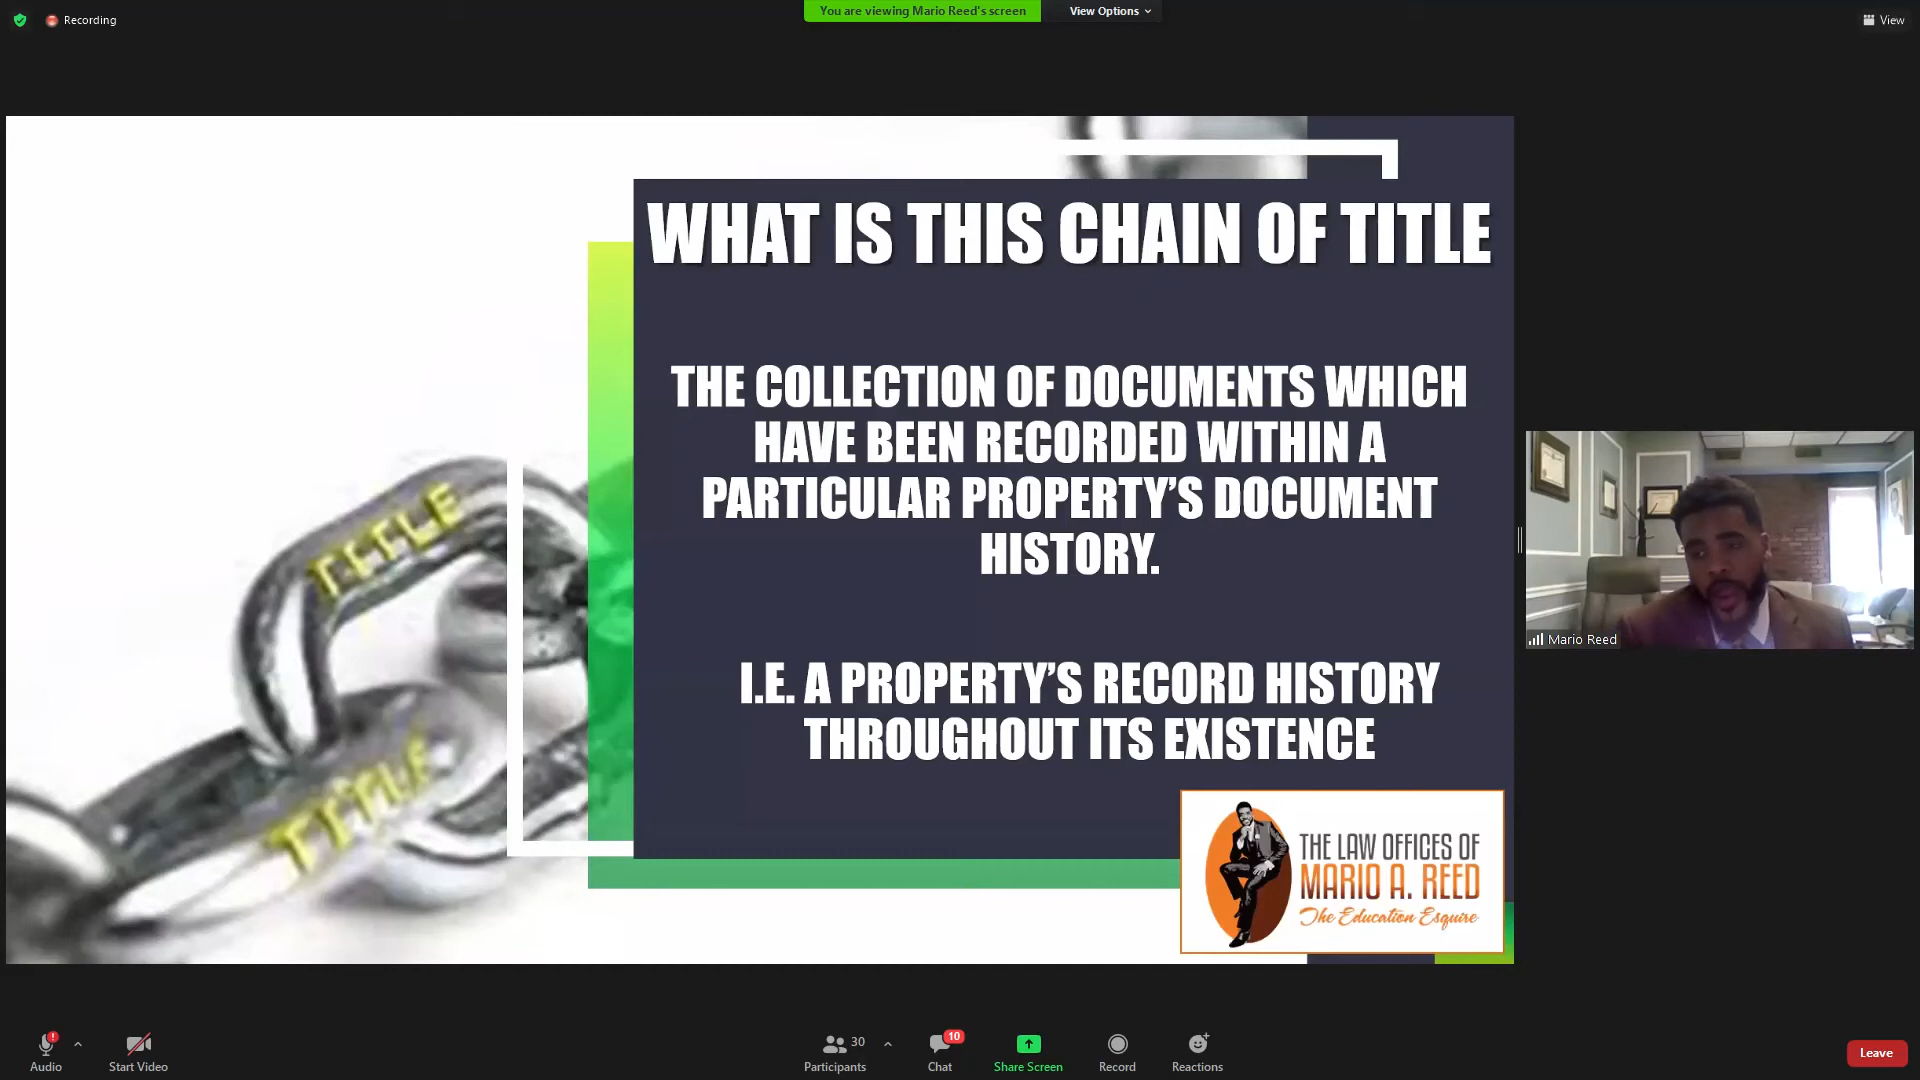 Recording
You are viewing Mario Reed's screen
View Options
View
WHAT IS THIS CHAIN OF TITLE
THE COLLECTION OF DOCUMENTS WHICH
HAVE BEEN RECORDED WITHIN A
PARTICULAR PROPERTY'S DOCUMENT
HISTORY.
I.E. A PROPERTY'S RECORD HISTORY
THROUGHOUT ITS EXISTENCE
TITLE
TITLE
THE LAW OFFICES OF
MARIO A. REED
The Education Esquire
Mario Reed
Audio
Start Video
30
Participants
10
Chat
Share Screen
Record
Reactions
Leave